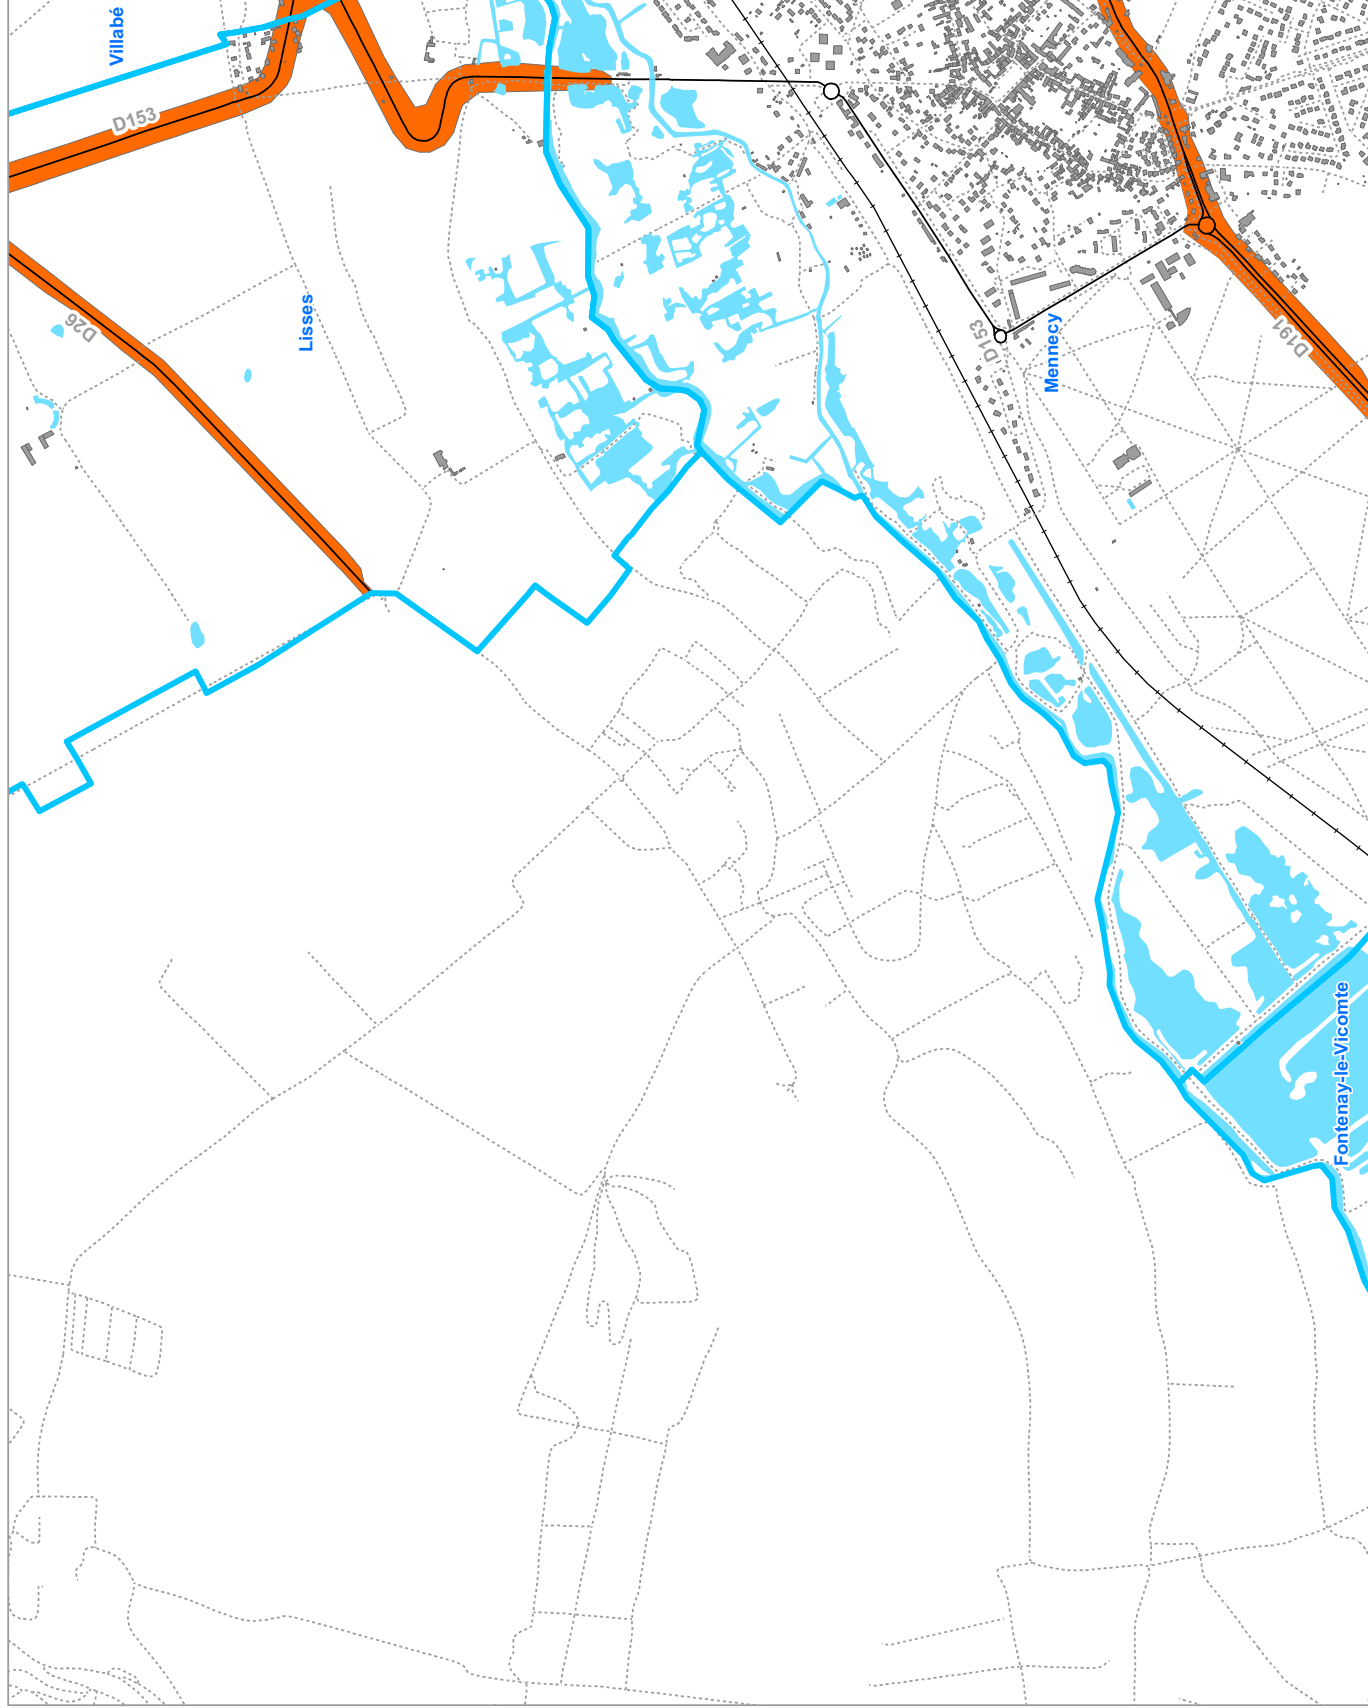 Villabé
D153
D26
Lisses
D153
Mennecy
D191
Fontenay-le-Vicomte